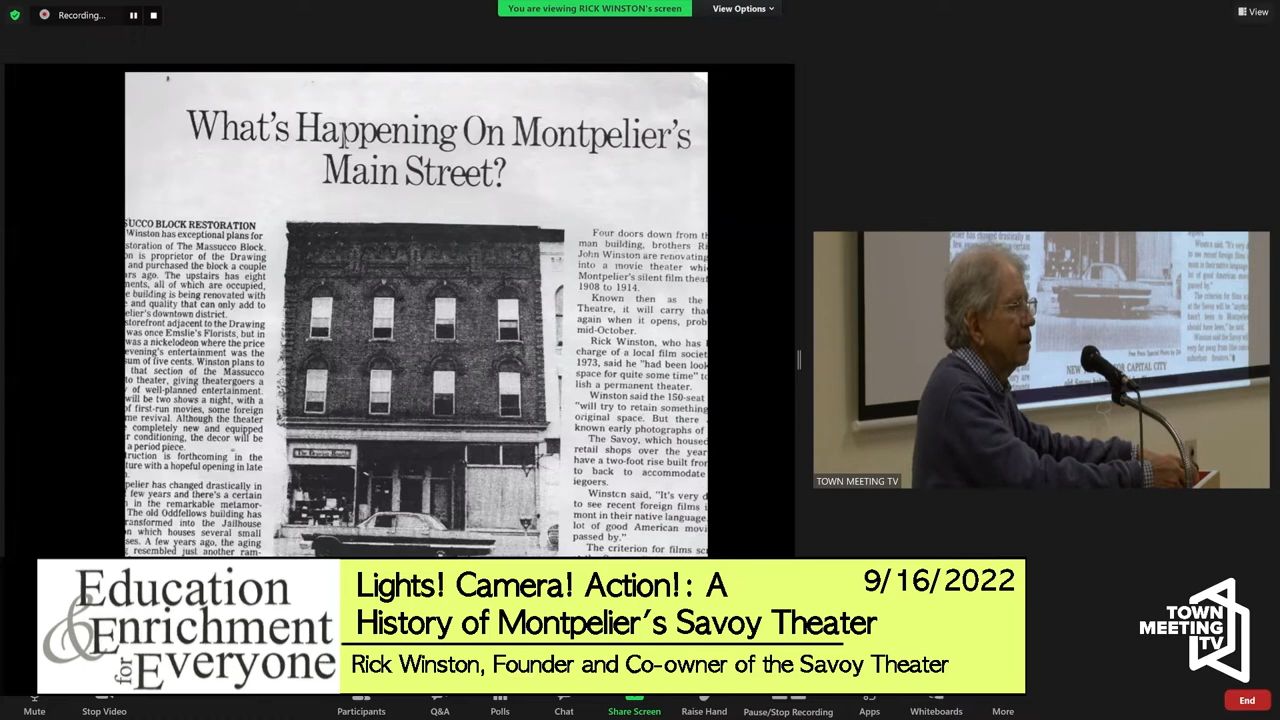 Recording...
You are viewing RICK WINSTON's screen
View Options
View
What's Happening On Montpelier's
Main Street?
SUCCO BLOCK RESTORATION
Winston has exceptional plans for
storation of The Massucco Block.
on is proprietor of the Drawing
and purchased the block a couple
rs ago. The upstairs has eight
ments, all of which are occupied,
e building is being renovated with
e and quality that can only add to
elier's downtown district.
storefront adjacent to the Drawing
was once Emslie's Florists, but in
was a nickelodeon where the price
evening's entertainment was the
sum of five cents. Winston plans to
that section of the Massucco
to theater, giving theatergoers a
y of well-planned entertainment.
will be two shows a night, with a
of first-run movies, some foreign
me revival. Although the theater
completely new and equipped
r conditioning, the decor will be
a period piece.
truction is forthcoming in the
ture with a hopeful opening in late
pelier has changed drastically in
few years and there's a certain
in the remarkable metamor-
The old Oddfellows building has
ransformed into the Jailhouse
on which houses several small
ses. A few years ago, the aging
resembled just another ram-
Four doors down from th
man building, brothers Ri
John Winston are renovating
into a movie theater whi
Montpelier's silent film theat
1908 to 1914.
Known then as the
Theatre, it will carry that
again when it opens, prob
mid-October.
Rick Winston, who has
charge of a local film societ
1973, said he "had been look
space for quite some time" to
lish a permanent theater.
Winston said the 150-seat
"will try to retain something
original space. But there
known early photographs of
The Savoy, which housed
retail shops over the year
have a two-foot rise built from
to back to accommodate
iegoers.
Winston said, "It's very d
to see recent foreign films i
mont in their native language.
lot of good American movi
passed by."
The criterion for films scr
TOWN MEETING TV
Education
& Enrichment
for Everyone
Lights! Camera! Action!: A
History of Montpelier's Savoy Theater
9/16/2022
Rick Winston, Founder and Co-owner of the Savoy Theater
TOWN
MEETING
TV
Mute
Stop Video
Participants
Q&A
Polls
Chat
Share Screen
Raise Hand
Pause/Stop Recording
Apps
Whiteboards
More
End